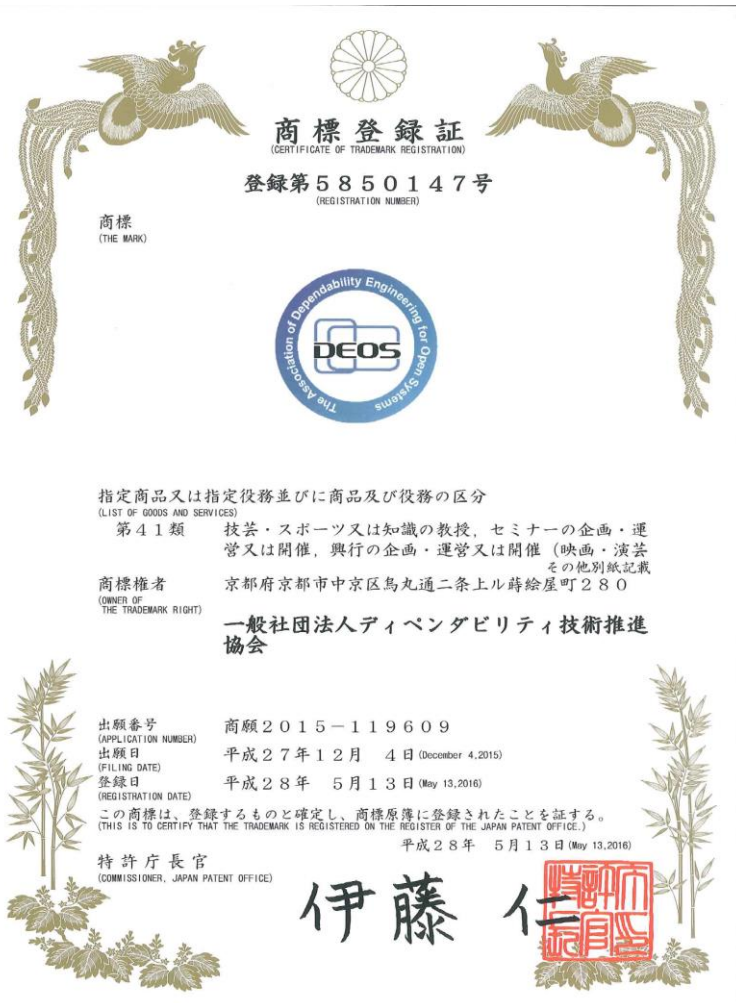 商標登録証
(CERTIFICATE OF TRADEMARK REGISTRATION)
登録第5850147号
(REGISTRATION NUMBER)
商標
(THE MARK)
The Association of Dependability Engineering for Open Systems
DEOS
指定商品又は指定役務並びに商品及び役務の区分
(LIST OF GOODS AND SERVICES)
第41類 技芸・スポーツ又は知識の教授，セミナーの企画・運
営又は開催，興行の企画・運営又は開催（映画・演芸
その他別紙記載
商標権者 京都府京都市中京区烏丸通二条上ル蒔絵屋町280
(OWNER OF
THE TRADEMARK RIGHT)
一般社団法人ディペンダビリティ技術推進
協会
出願番号 商願2015－119609
(APPLICATION NUMBER)
出願日 平成27年12月 4日(December 4,2015)
(FILING DATE)
登録日 平成28年 5月13日(May 13,2016)
(REGISTRATION DATE)
この商標は、登録するものと確定し、商標原簿に登録されたことを証する。
(THIS IS TO CERTIFY THAT THE TRADEMARK IS REGISTERED ON THE REGISTER OF THE JAPAN PATENT OFFICE.)
平成28年 5月13日(May 13,2016)
特許庁長官
(COMMISSIONER, JAPAN PATENT OFFICE)
伊藤 仁